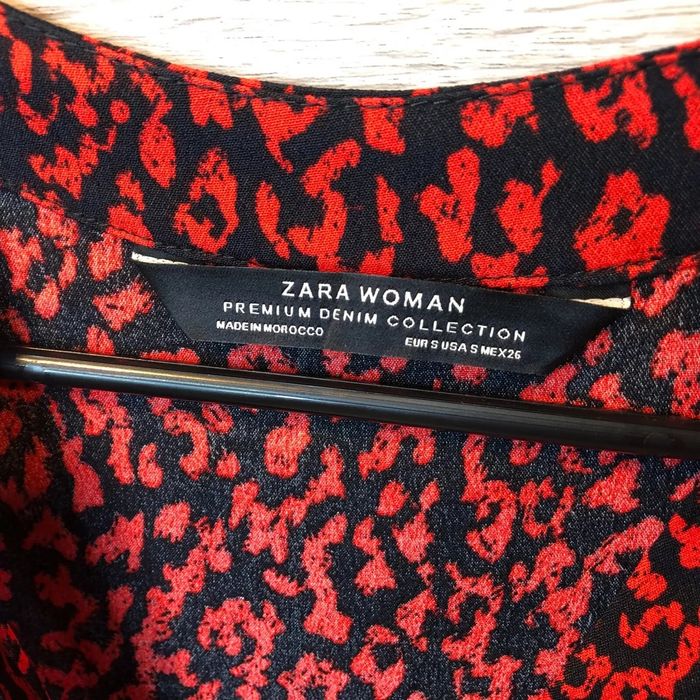 ZARA WOMAN
PREMIUM DENIM COLLECTION
MADE IN MOROCCO EUR S USA S MEX 26